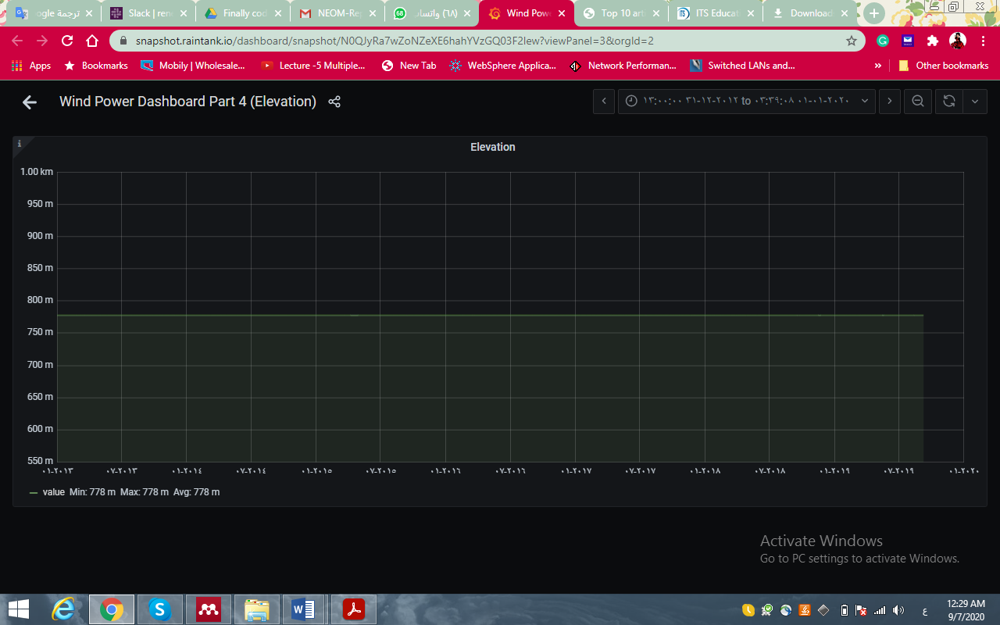 ترجمة ogle
Slack | ren
Finally cod
NEOM-Re
(٦٨) واتساب
Wind Pow
Top 10 arti
ITS Educat
Download
snapshot.raintank.io/dashboard/snapshot/N0QJyRa7wZoNZeXE6hahYVzGQ03F2Iew?viewPanel=3&orgId=2
Apps
Bookmarks
Mobily | Wholesale...
Lecture -5 Multiple...
New Tab
WebSphere Applica...
Network Performan...
Switched LANs and...
»
Other bookmarks
Wind Power Dashboard Part 4 (Elevation)
١٣:٠٠:٠٠ ٣١-١٢-٢٠١٢ to ٠٣:٣٩:٠٨ ٠١-٠١-٢٠٢٠
Elevation
1.00 km
950 m
900 m
850 m
800 m
750 m
700 m
650 m
600 m
550 m
٠١-٢٠١٣ ٠٧-٢٠١٣ ٠١-٢٠١٤ ٠٧-٢٠١٤ ٠١-٢٠١٥ ٠٧-٢٠١٥ ٠١-٢٠١٦ ٠٧-٢٠١٦ ٠١-٢٠١٧ ٠٧-٢٠١٧ ٠١-٢٠١٨ ٠٧-٢٠١٨ ٠١-٢٠١٩ ٠٧-٢٠١٩ ٠١-٢٠٢٠
value Min: 778 m Max: 778 m Avg: 778 m
Activate Windows
Go to PC settings to activate Windows.
ع
12:29 AM
9/7/2020